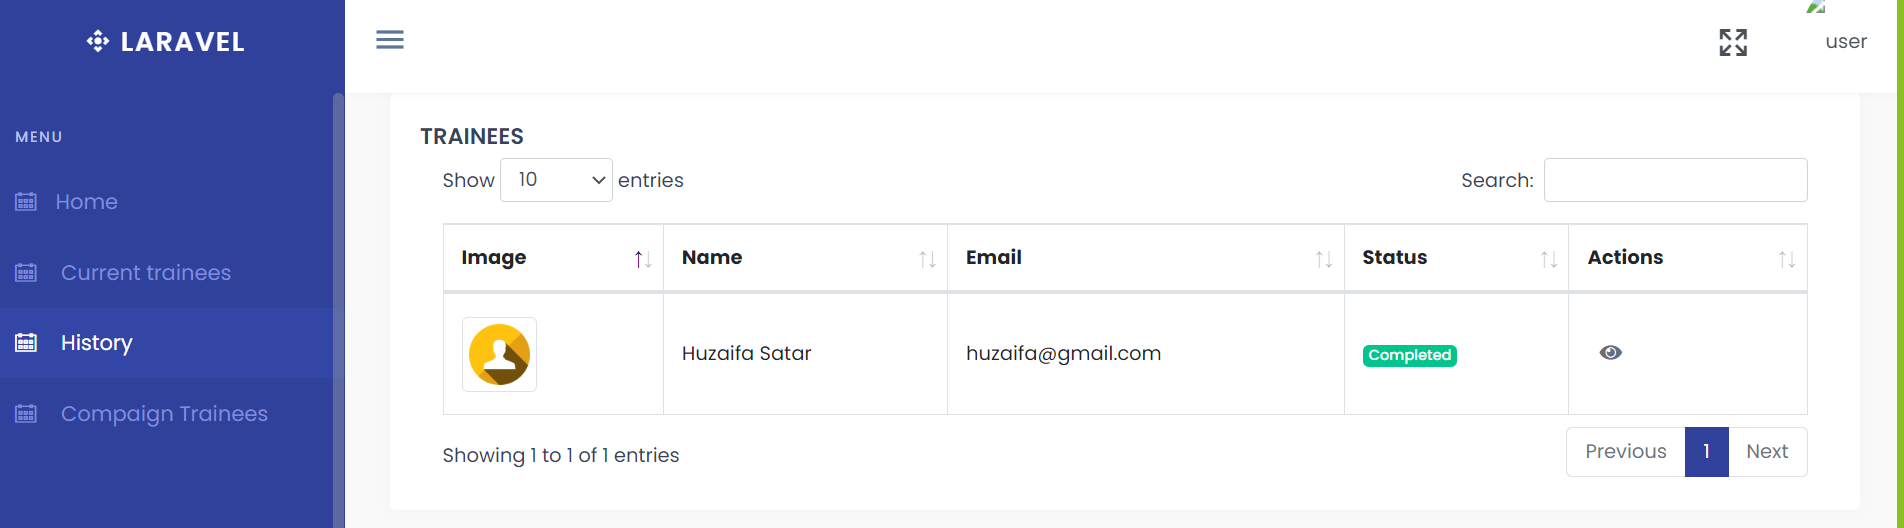 LARAVEL
user
MENU
Home
Current trainees
History
Compaign Trainees
TRAINEES
Show 10 entries
Search:
Image Name Email Status Actions
Huzaifa Satar huzaifa@gmail.com Completed
Showing 1 to 1 of 1 entries
Previous 1 Next